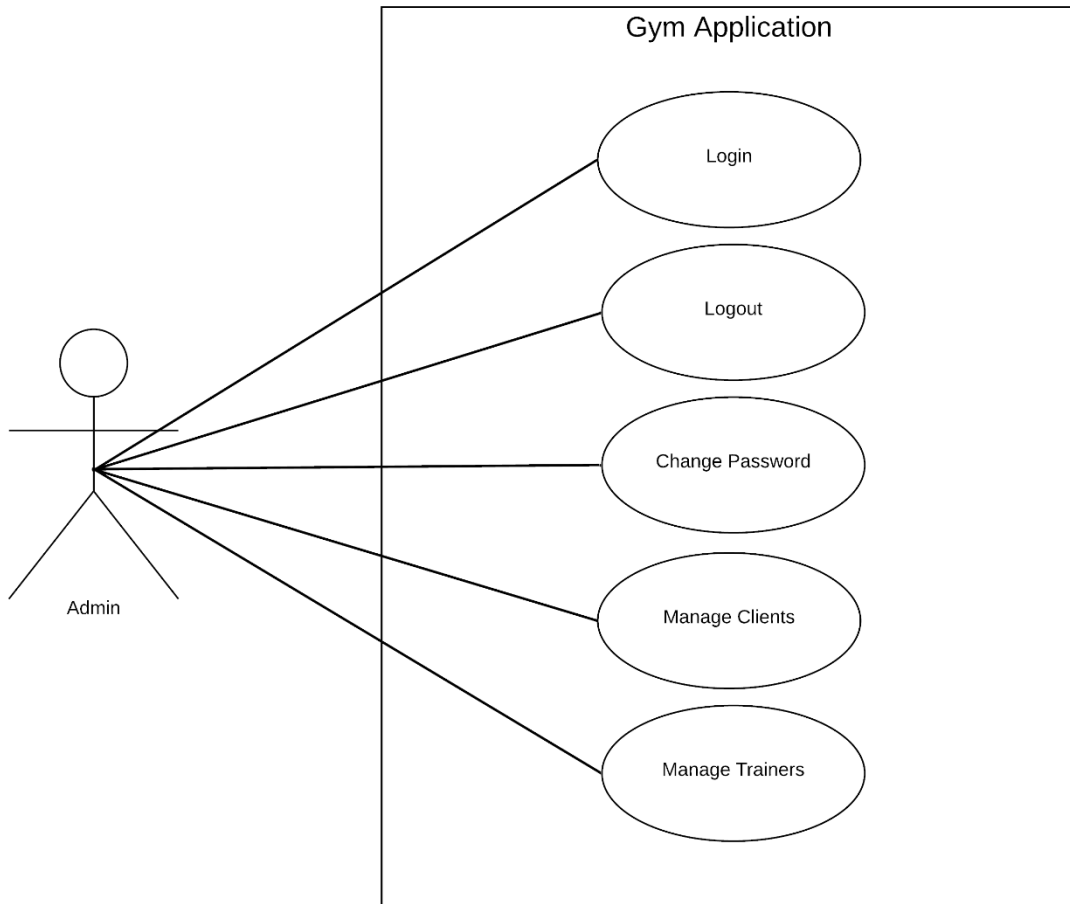 Gym Application
Login
Logout
Change Password
Manage Clients
Manage Trainers
Admin